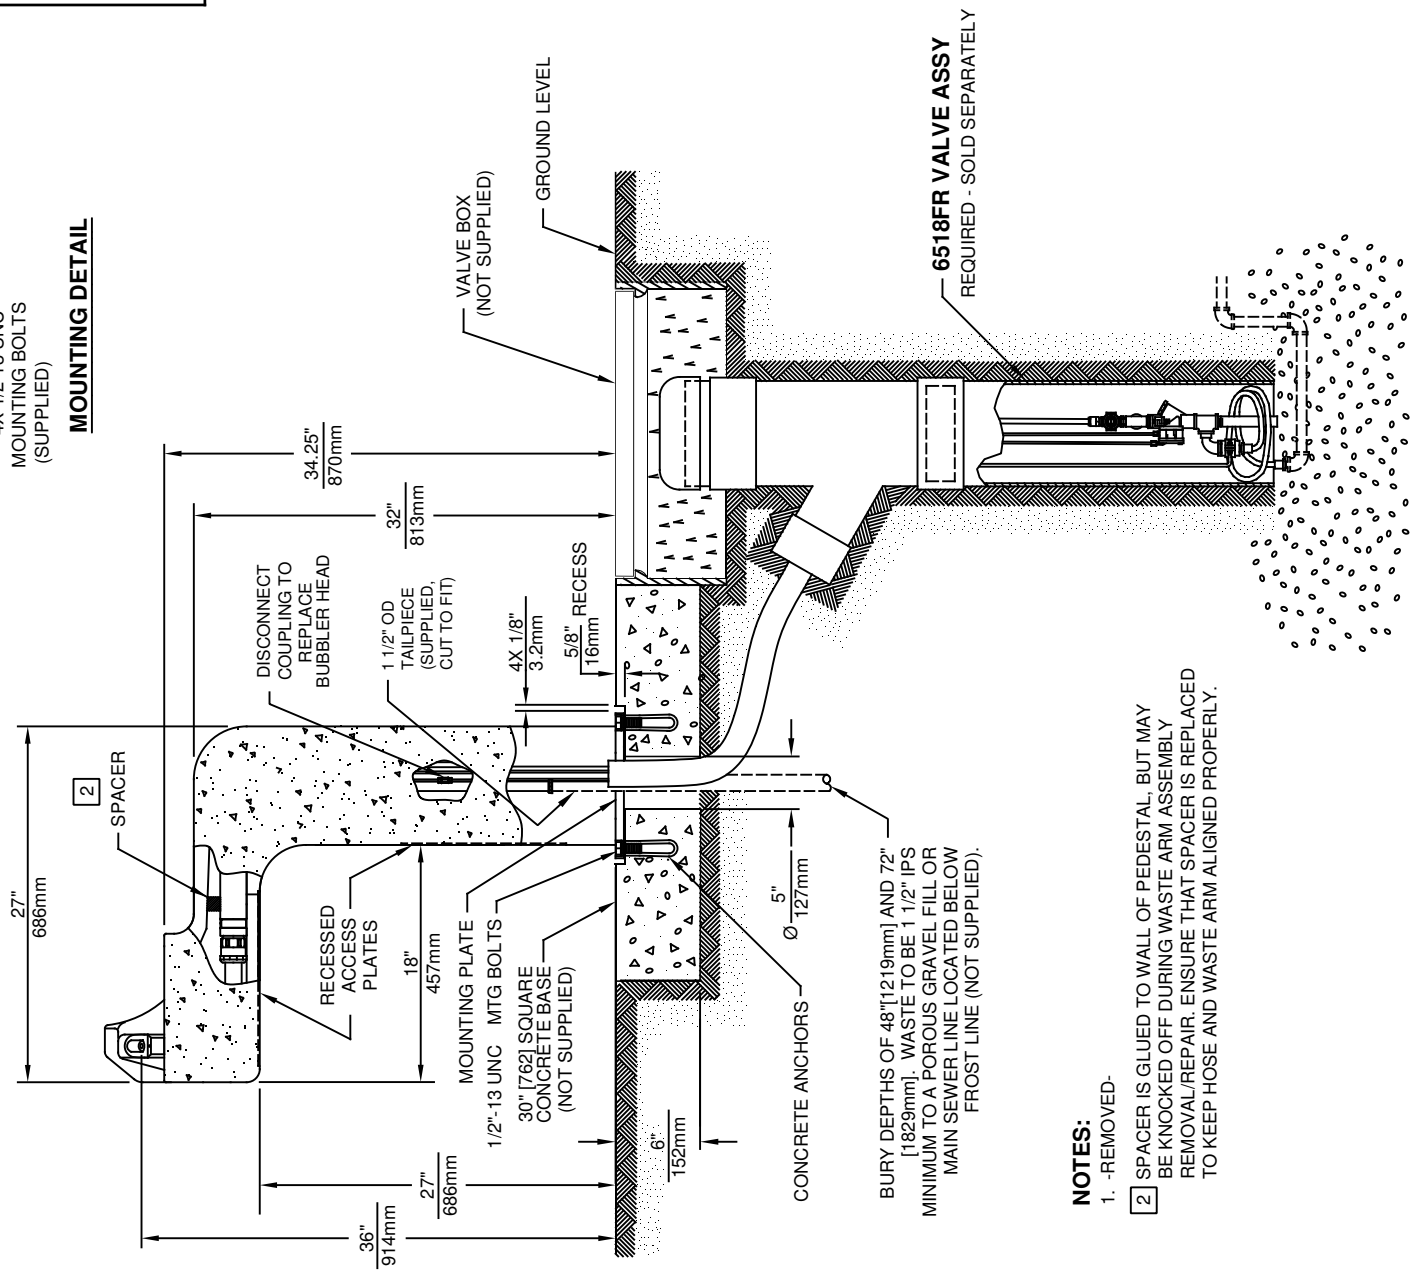 4X 1/2"-13 UNC
MOUNTING BOLTS
(SUPPLIED)
MOUNTING DETAIL
27"
686mm
2
SPACER
34.25"
870mm
32"
813mm
DISCONNECT
COUPLING TO
REPLACE
BUBBLER HEAD
1 1/2" OD
TAILPIECE
(SUPPLIED,
CUT TO FIT)
4X 1/8"
3.2mm
5/8" RECESS
16mm
VALVE BOX
(NOT SUPPLIED)
GROUND LEVEL
6518FR VALVE ASSY
REQUIRED - SOLD SEPARATELY
RECESSED
ACCESS
PLATES
18"
457mm
MOUNTING PLATE
1/2"-13 UNC MTG BOLTS
30" [762] SQUARE
CONCRETE BASE
(NOT SUPPLIED)
27"
686mm
36"
914mm
6"
152mm
Ø 5"
127mm
CONCRETE ANCHORS
BURY DEPTHS OF 48"[1219mm] AND 72"
[1829mm]. WASTE TO BE 1 1/2" IPS
MINIMUM TO A POROUS GRAVEL FILL OR
MAIN SEWER LINE LOCATED BELOW
FROST LINE (NOT SUPPLIED).
NOTES:
1. -REMOVED-
2 SPACER IS GLUED TO WALL OF PEDESTAL, BUT MAY
BE KNOCKED OFF DURING WASTE ARM ASSEMBLY
REMOVAL/REPAIR. ENSURE THAT SPACER IS REPLACED
TO KEEP HOSE AND WASTE ARM ALIGNED PROPERLY.